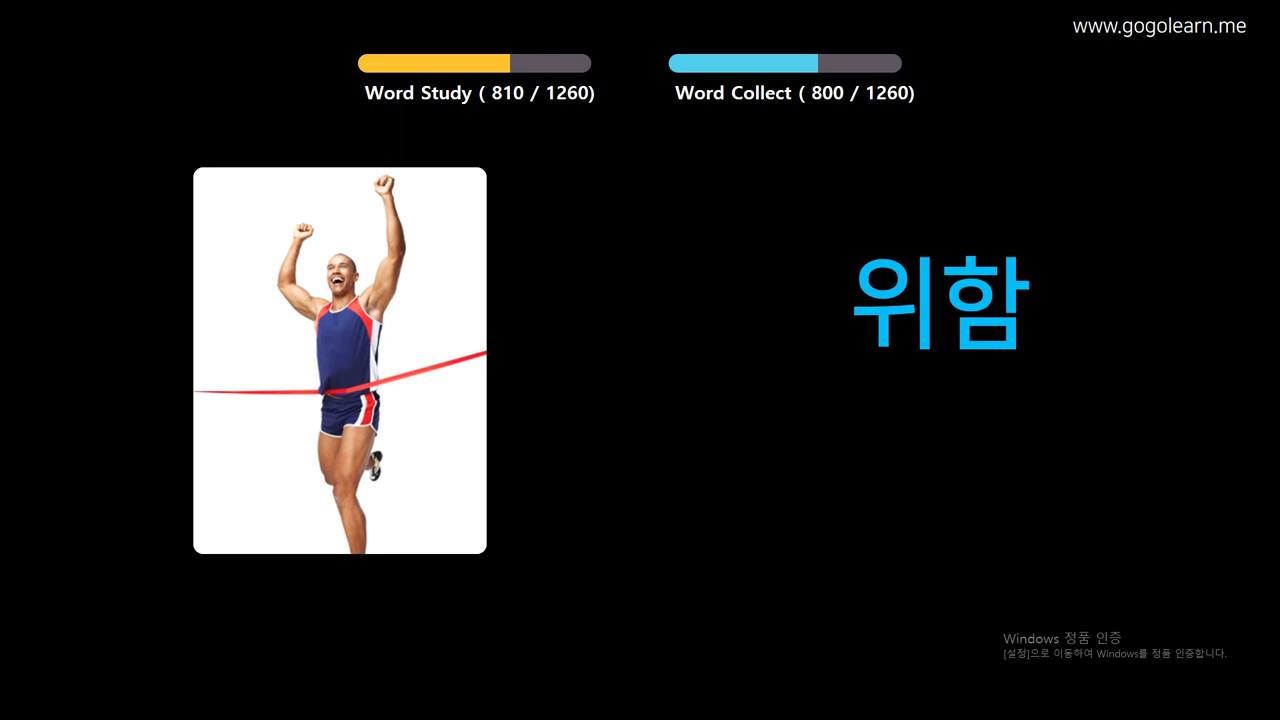 www.gogolearn.me
Word Study ( 810 / 1260)
Word Collect ( 800 / 1260)
위함
Windows 정품 인증
[설정]으로 이동하여 Windows를 정품 인증합니다.